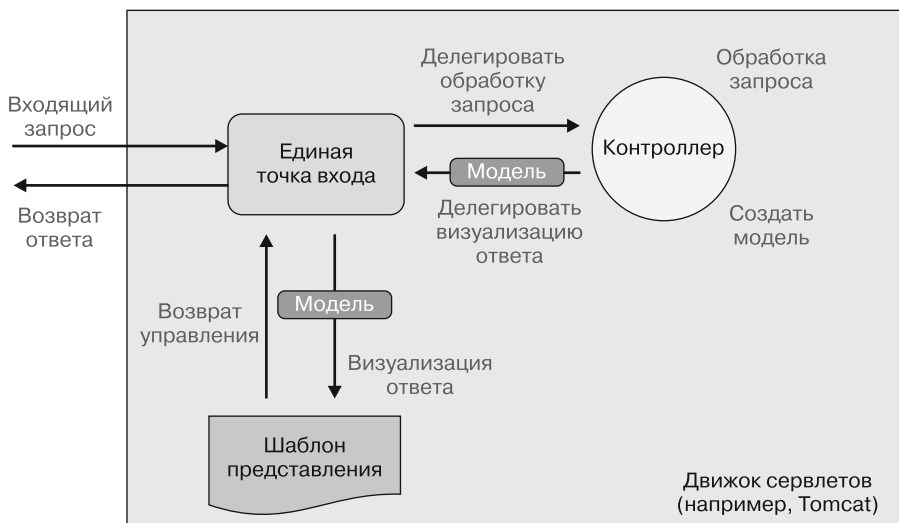 Входящий
запрос
Возврат
ответа
Единая
точка входа
Делегировать
обработку
запроса
Модель
Делегировать
визуализацию
ответа
Обработка
запроса
Контроллер
Создать
модель
Возврат
управления
Модель
Визуализация
ответа
Шаблон
представления
Движок сервлетов
(например, Tomcat)